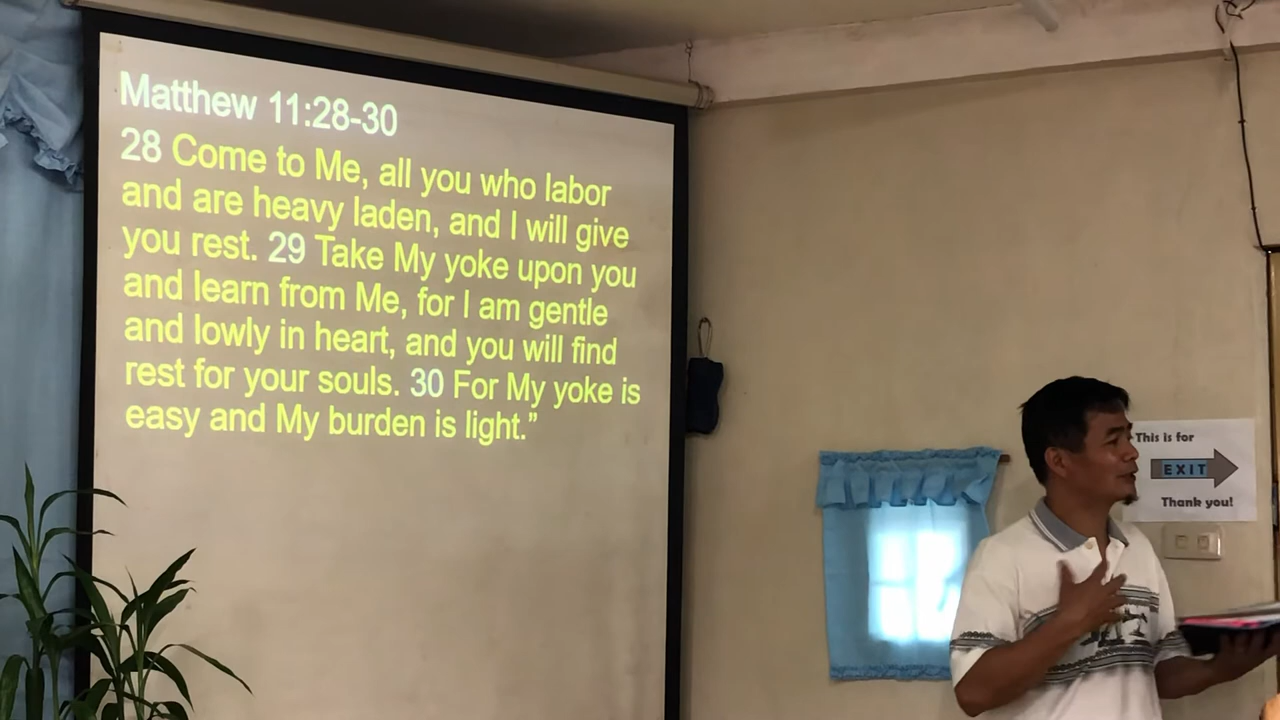 Matthew 11:28-30
28 Come to Me, all you who labor
and are heavy laden, and I will give
you rest. 29 Take My yoke upon you
and learn from Me, for I am gentle
and lowly in heart, and you will find
rest for your souls. 30 For My yoke is
easy and My burden is light.”
This is for
EXIT
Thank you!